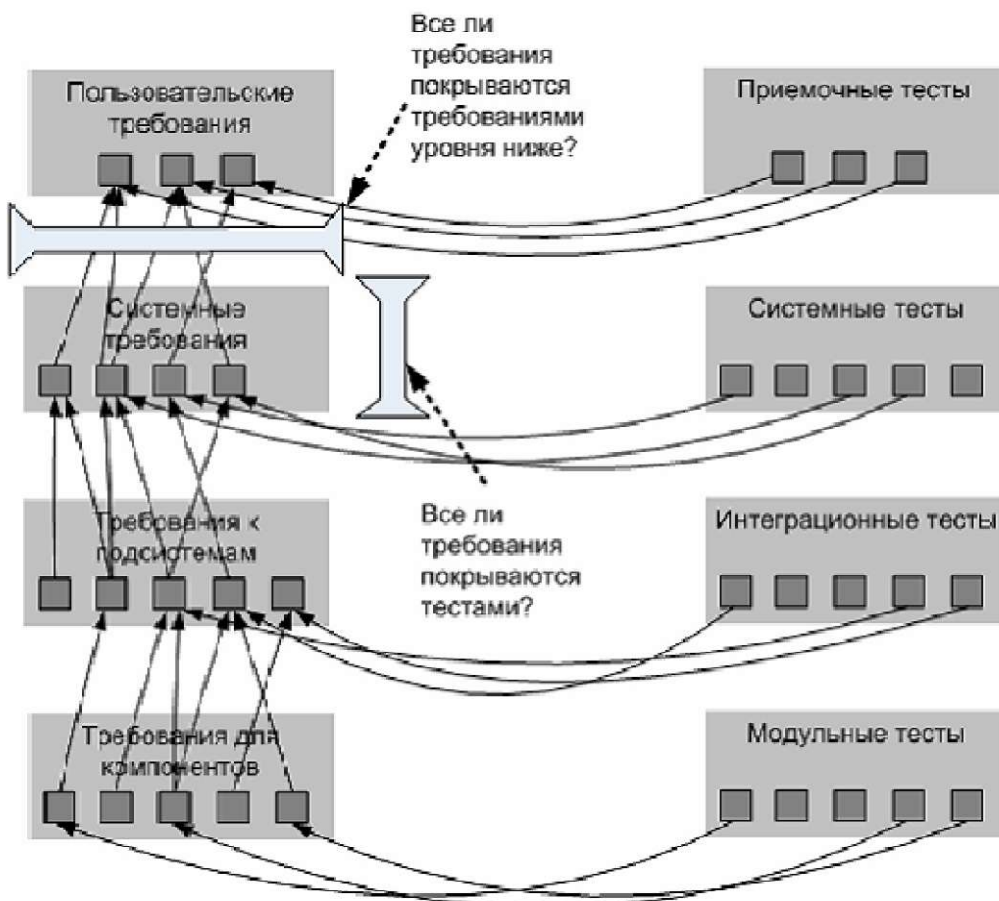 Все ли
требования
покрываются
требованиями
уровня ниже?
Пользовательские
требования
Приемочные тесты
Системные
требования
Системные тесты
Все ли
требования
покрываются
тестами?
Требования к
подсистемам
Интеграционные тесты
Требования для
компонентов
Модульные тесты